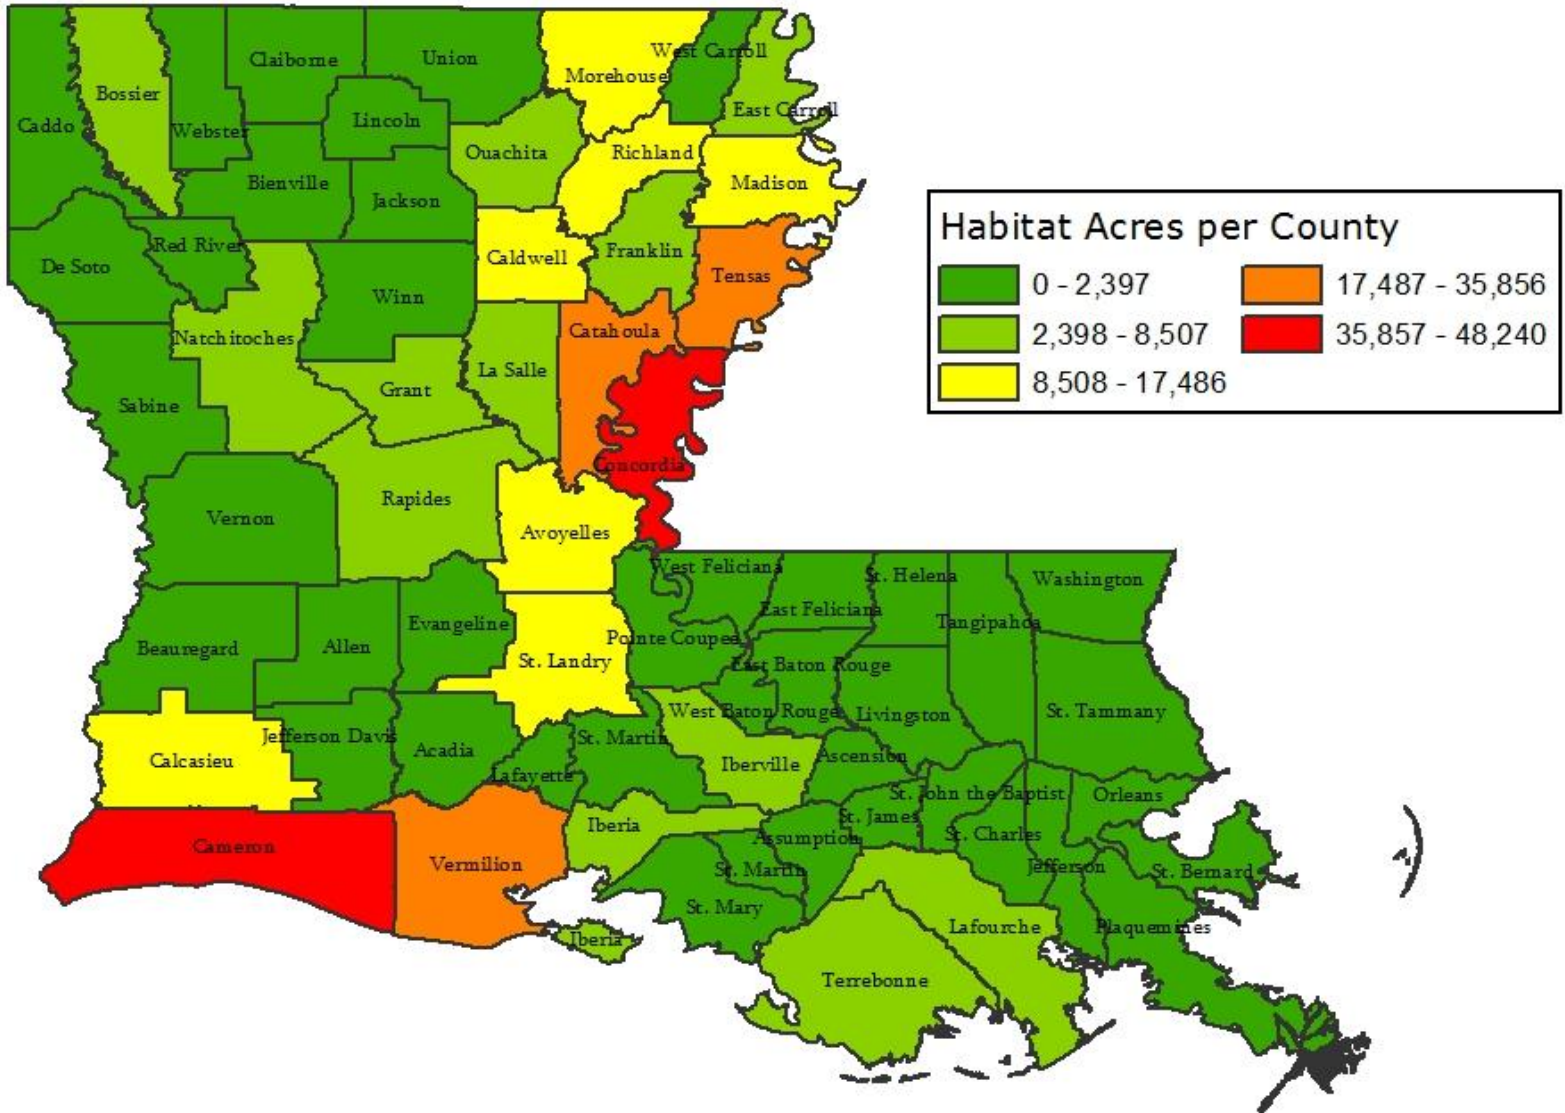 Claiborne
Union
West Carroll
Morehouse
Bossier
East Carroll
Caddo
Webster
Lincoln
Ouachita
Richland
Madison
Bienville
Jackson
Red River
De Soto
Caldwell
Franklin
Tensas
Winn
Natchitoches
Catahoula
La Salle
Grant
Sabine
Concordia
Rapides
Vernon
Avoyelles
West Feliciana
St. Helena
Washington
East Feliciana
Tangipahoa
Evangeline
Pointe Coupee
Beauregard
Allen
St. Landry
East Baton Rouge
West Baton Rouge
Livingston
St. Tammany
Jefferson Davis
Acadia
St. Martin
Calcasieu
Lafayette
Iberville
Ascension
St. John the Baptist
Orleans
St. James
Iberia
Assumption
St. Charles
Cameron
Vermilion
St. Martin
Jefferson
St. Bernard
St. Mary
Lafourche
Plaquemines
Iberia
Terrebonne
Habitat Acres per County
0 - 2,397
2,398 - 8,507
8,508 - 17,486
17,487 - 35,856
35,857 - 48,240